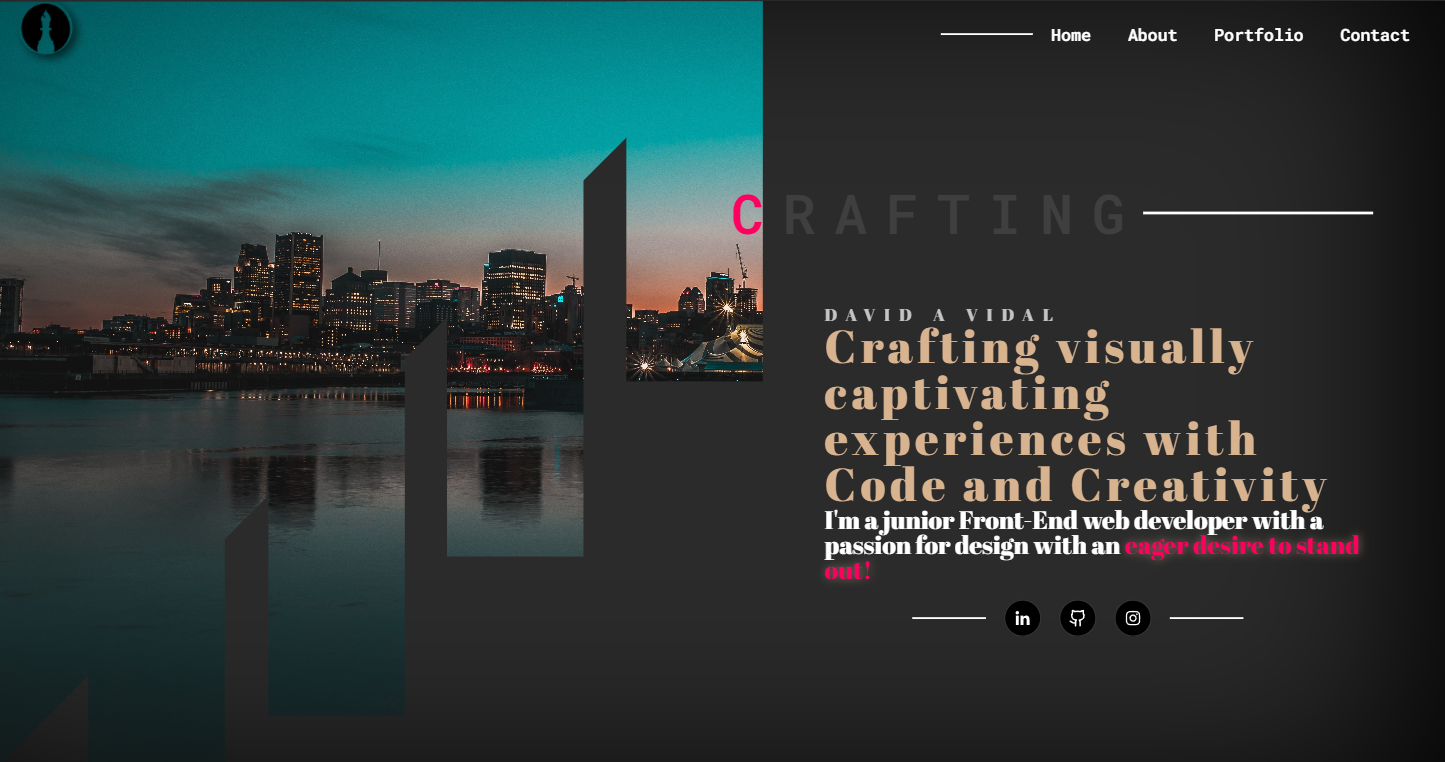 Home About Portfolio Contact
CRAFTING
DAVID A VIDAL
Crafting visually
captivating
experiences with
Code and Creativity
I'm a junior Front-End web developer with a
passion for design with an eager desire to stand
out!
in